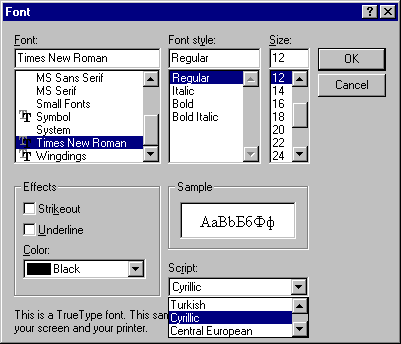 Font
Font:
Times New Roman
MS Sans Serif
MS Serif
Small Fonts
Symbol
System
Times New Roman
Wingdings
Font style:
Regular
Regular
Italic
Bold
Bold Italic
Size:
12
12
14
16
18
20
22
24
OK
Cancel
Effects
Strikeout
Underline
Color:
Black
Sample
AaBbБбФф
Script:
Cyrillic
Turkish
Cyrillic
Central European
This is a TrueType font. This
your screen and your printer.